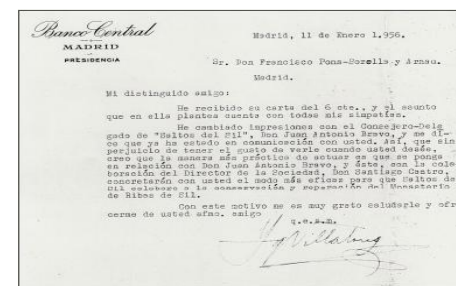 Banco Central
MADRID
PRESIDENCIA
Madrid, 11 de Enero 1.956.
Sr. Don Francisco Pons-Sorolla y Arnau.
Madrid.
Mi distinguido amigo:
He recibido su carta del 6 cte., y el asunto
que en ella plantea cuenta con todas mis simpatías.
He cambiado impresiones con el Consejero-Dele
gado de "Saltos del Sil", Don Juan Antonio Bravo, y me di-
ce que ya ha estado en comunicación con usted. Así, que sin
perjuicio de tener el gusto de verle cuando usted desee,
creo que la manera más práctica de actuar es que se ponga
en relación con Don Juan Antonio Bravo, y éste, con la cola
boración del Director de la Sociedad, Don Santiago Castro,
concretarán con usted el modo más eficaz para que Saltos de
Sil colabore a la conservación y reparación del Monasterio
de Ribas de Sil.
Con este motivo me es muy grato saludarle y ofr
cerme de usted afmo. amigo
q.e.s.m.
Villalonga